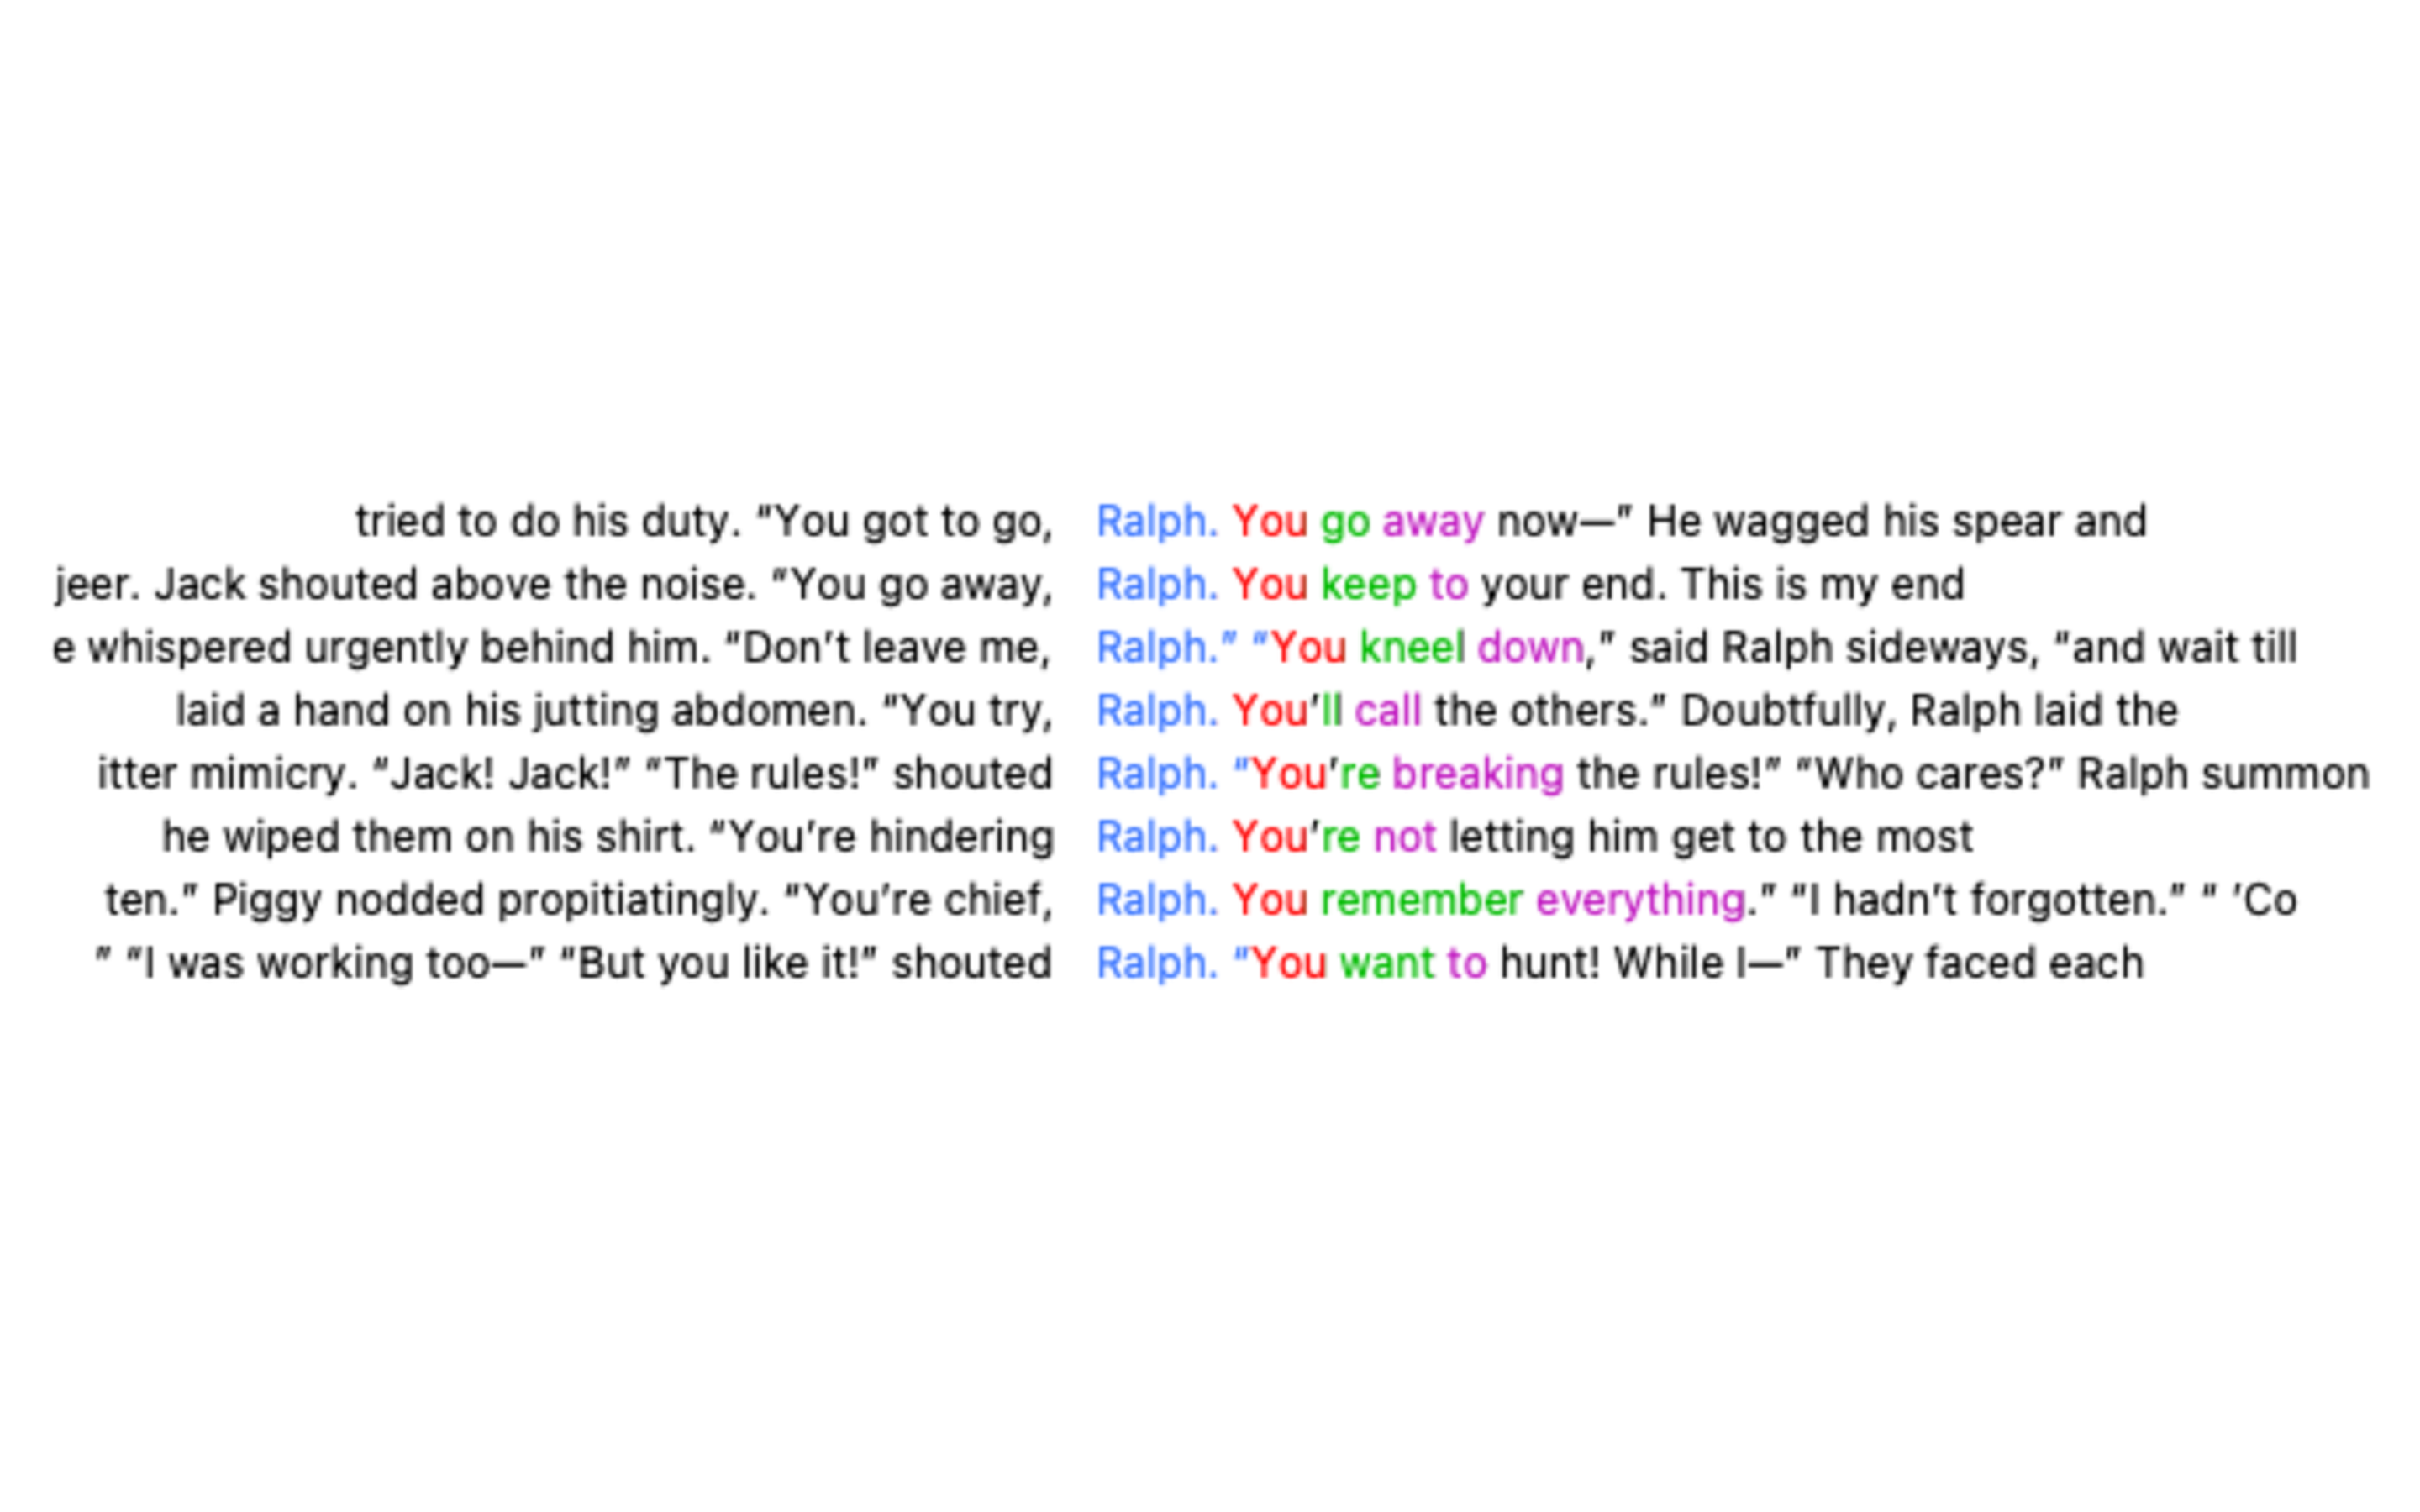 tried to do his duty. “You got to go, Ralph. You go away now—” He wagged his spear and
jeer. Jack shouted above the noise. “You go away, Ralph. You keep to your end. This is my end
e whispered urgently behind him. “Don’t leave me, Ralph.” “You kneel down,” said Ralph sideways, “and wait till
laid a hand on his jutting abdomen. “You try, Ralph. You’ll call the others.” Doubtfully, Ralph laid the
itter mimicry. “Jack! Jack!” “The rules!” shouted Ralph. “You’re breaking the rules!” “Who cares?” Ralph summon
he wiped them on his shirt. “You’re hindering Ralph. You’re not letting him get to the most
ten.” Piggy nodded propitiatingly. “You’re chief, Ralph. You remember everything.” “I hadn’t forgotten.” “ ’Co
” “I was working too—” “But you like it!” shouted Ralph. “You want to hunt! While I—” They faced each